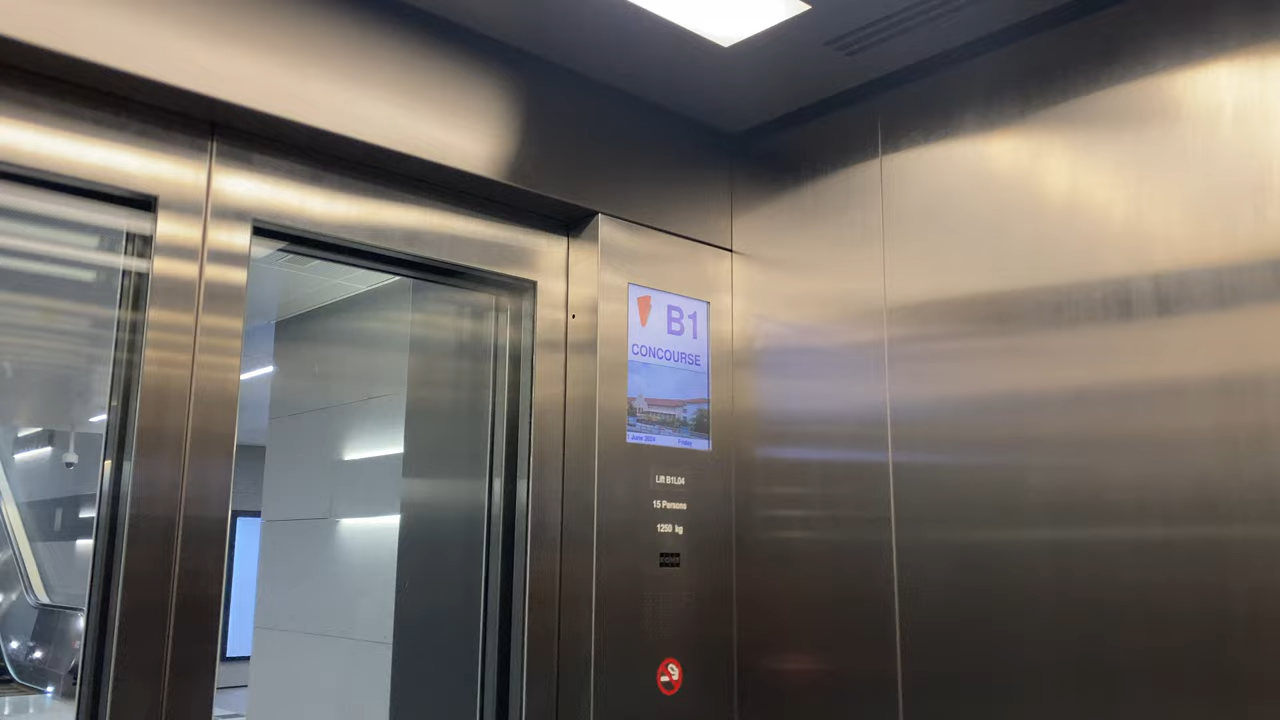 B1
CONCOURSE
June 2024 Friday
Lift B1L04
15 Persons
1250 kg